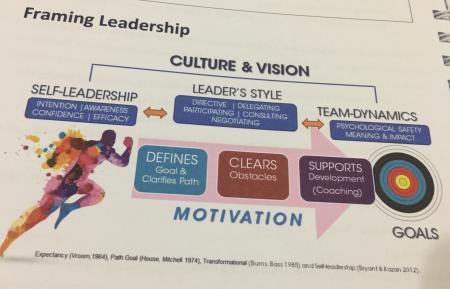 Framing Leadership
CULTURE & VISION
SELF-LEADERSHIP
INTENTION | AWARENESS
CONFIDENCE | EFFICACY
LEADER'S STYLE
DIRECTIVE | DELEGATING
PARTICIPATING | CONSULTING
NEGOTIATING
TEAM-DYNAMICS
PSYCHOLOGICAL SAFETY
MEANING & IMPACT
DEFINES
Goal &
Clarifies Path
CLEARS
Obstacles
SUPPORTS
Development
(Coaching)
MOTIVATION
GOALS
Expectancy (Vroom, 1964), Path Goal (House, Mitchell 1974), Transformational (Burns, Bass 1985) and Self-leadership (Bryant & Kazan 2012).